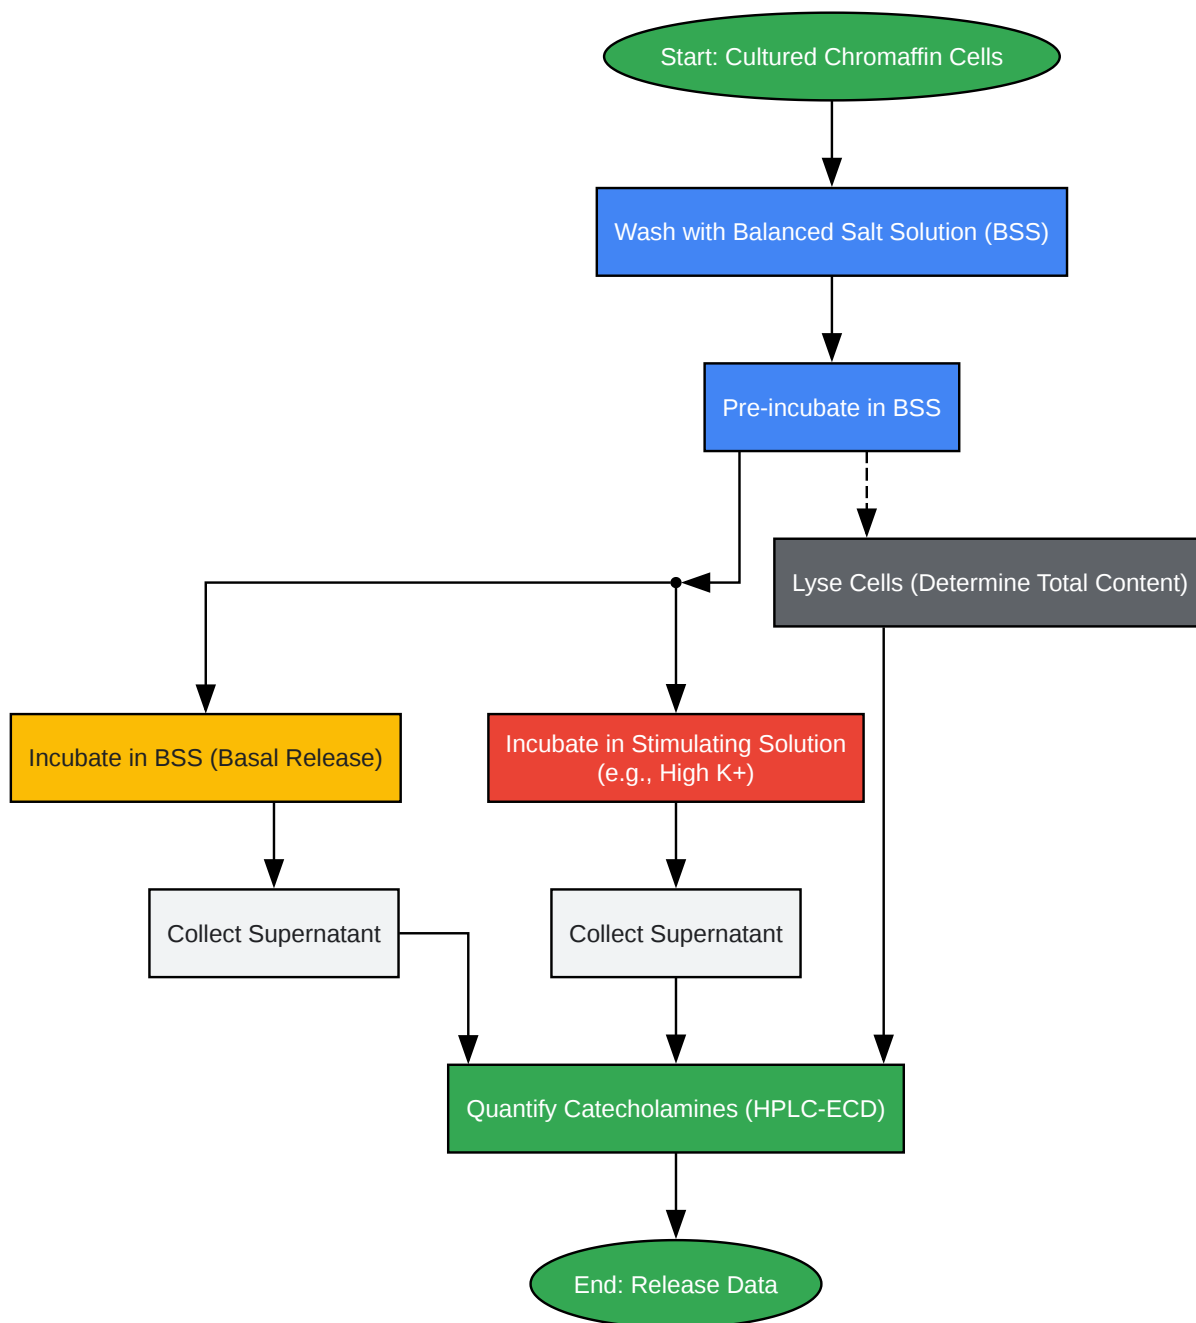 Start: Cultured Chromaffin Cells
Wash with Balanced Salt Solution (BSS)
Pre-incubate in BSS
Lyse Cells (Determine Total Content)
Incubate in BSS (Basal Release)
Incubate in Stimulating Solution
(e.g., High K+)
Collect Supernatant
Collect Supernatant
Quantify Catecholamines (HPLC-ECD)
End: Release Data